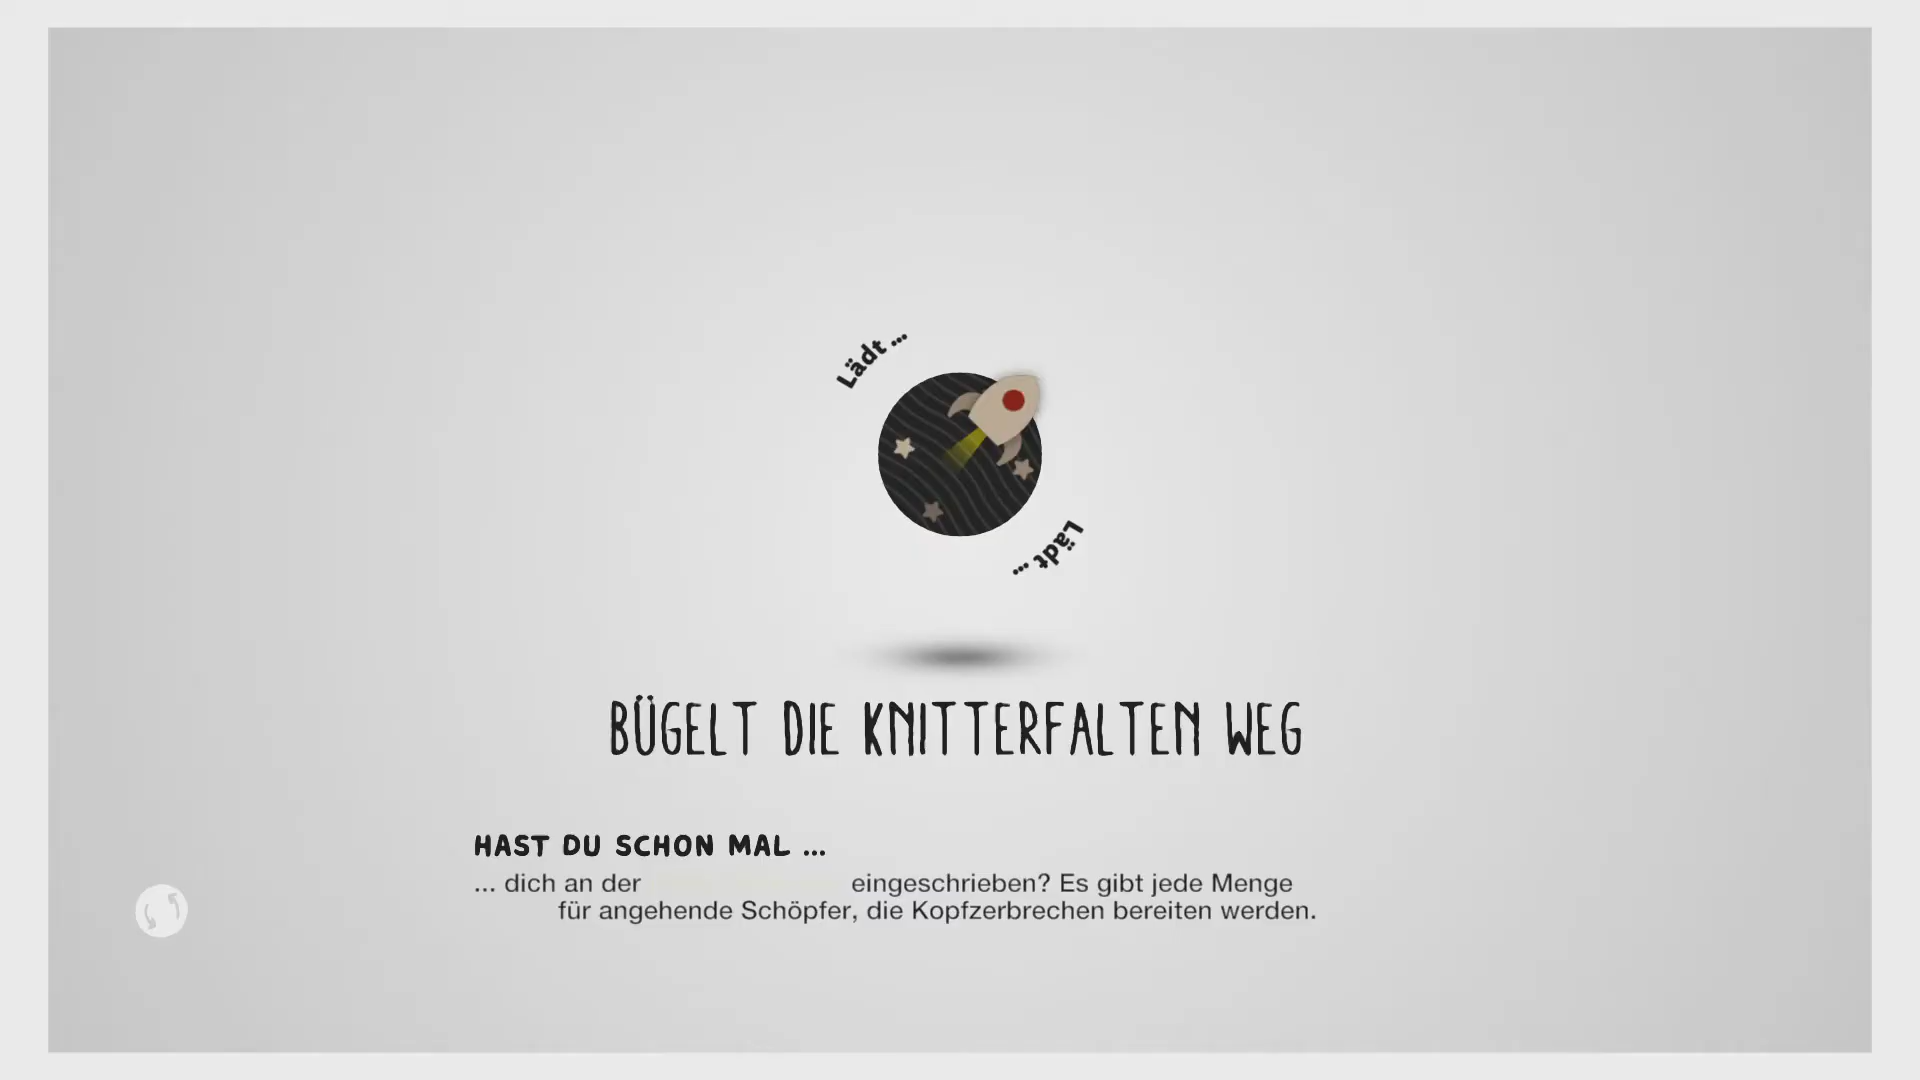 Lädt ...
Lädt ...
BÜGELT DIE KNITTERFALTEN WEG
HAST DU SCHON MAL ...
... dich an der eingeschrieben? Es gibt jede Menge
für angehende Schöpfer, die Kopfzerbrechen bereiten werden.